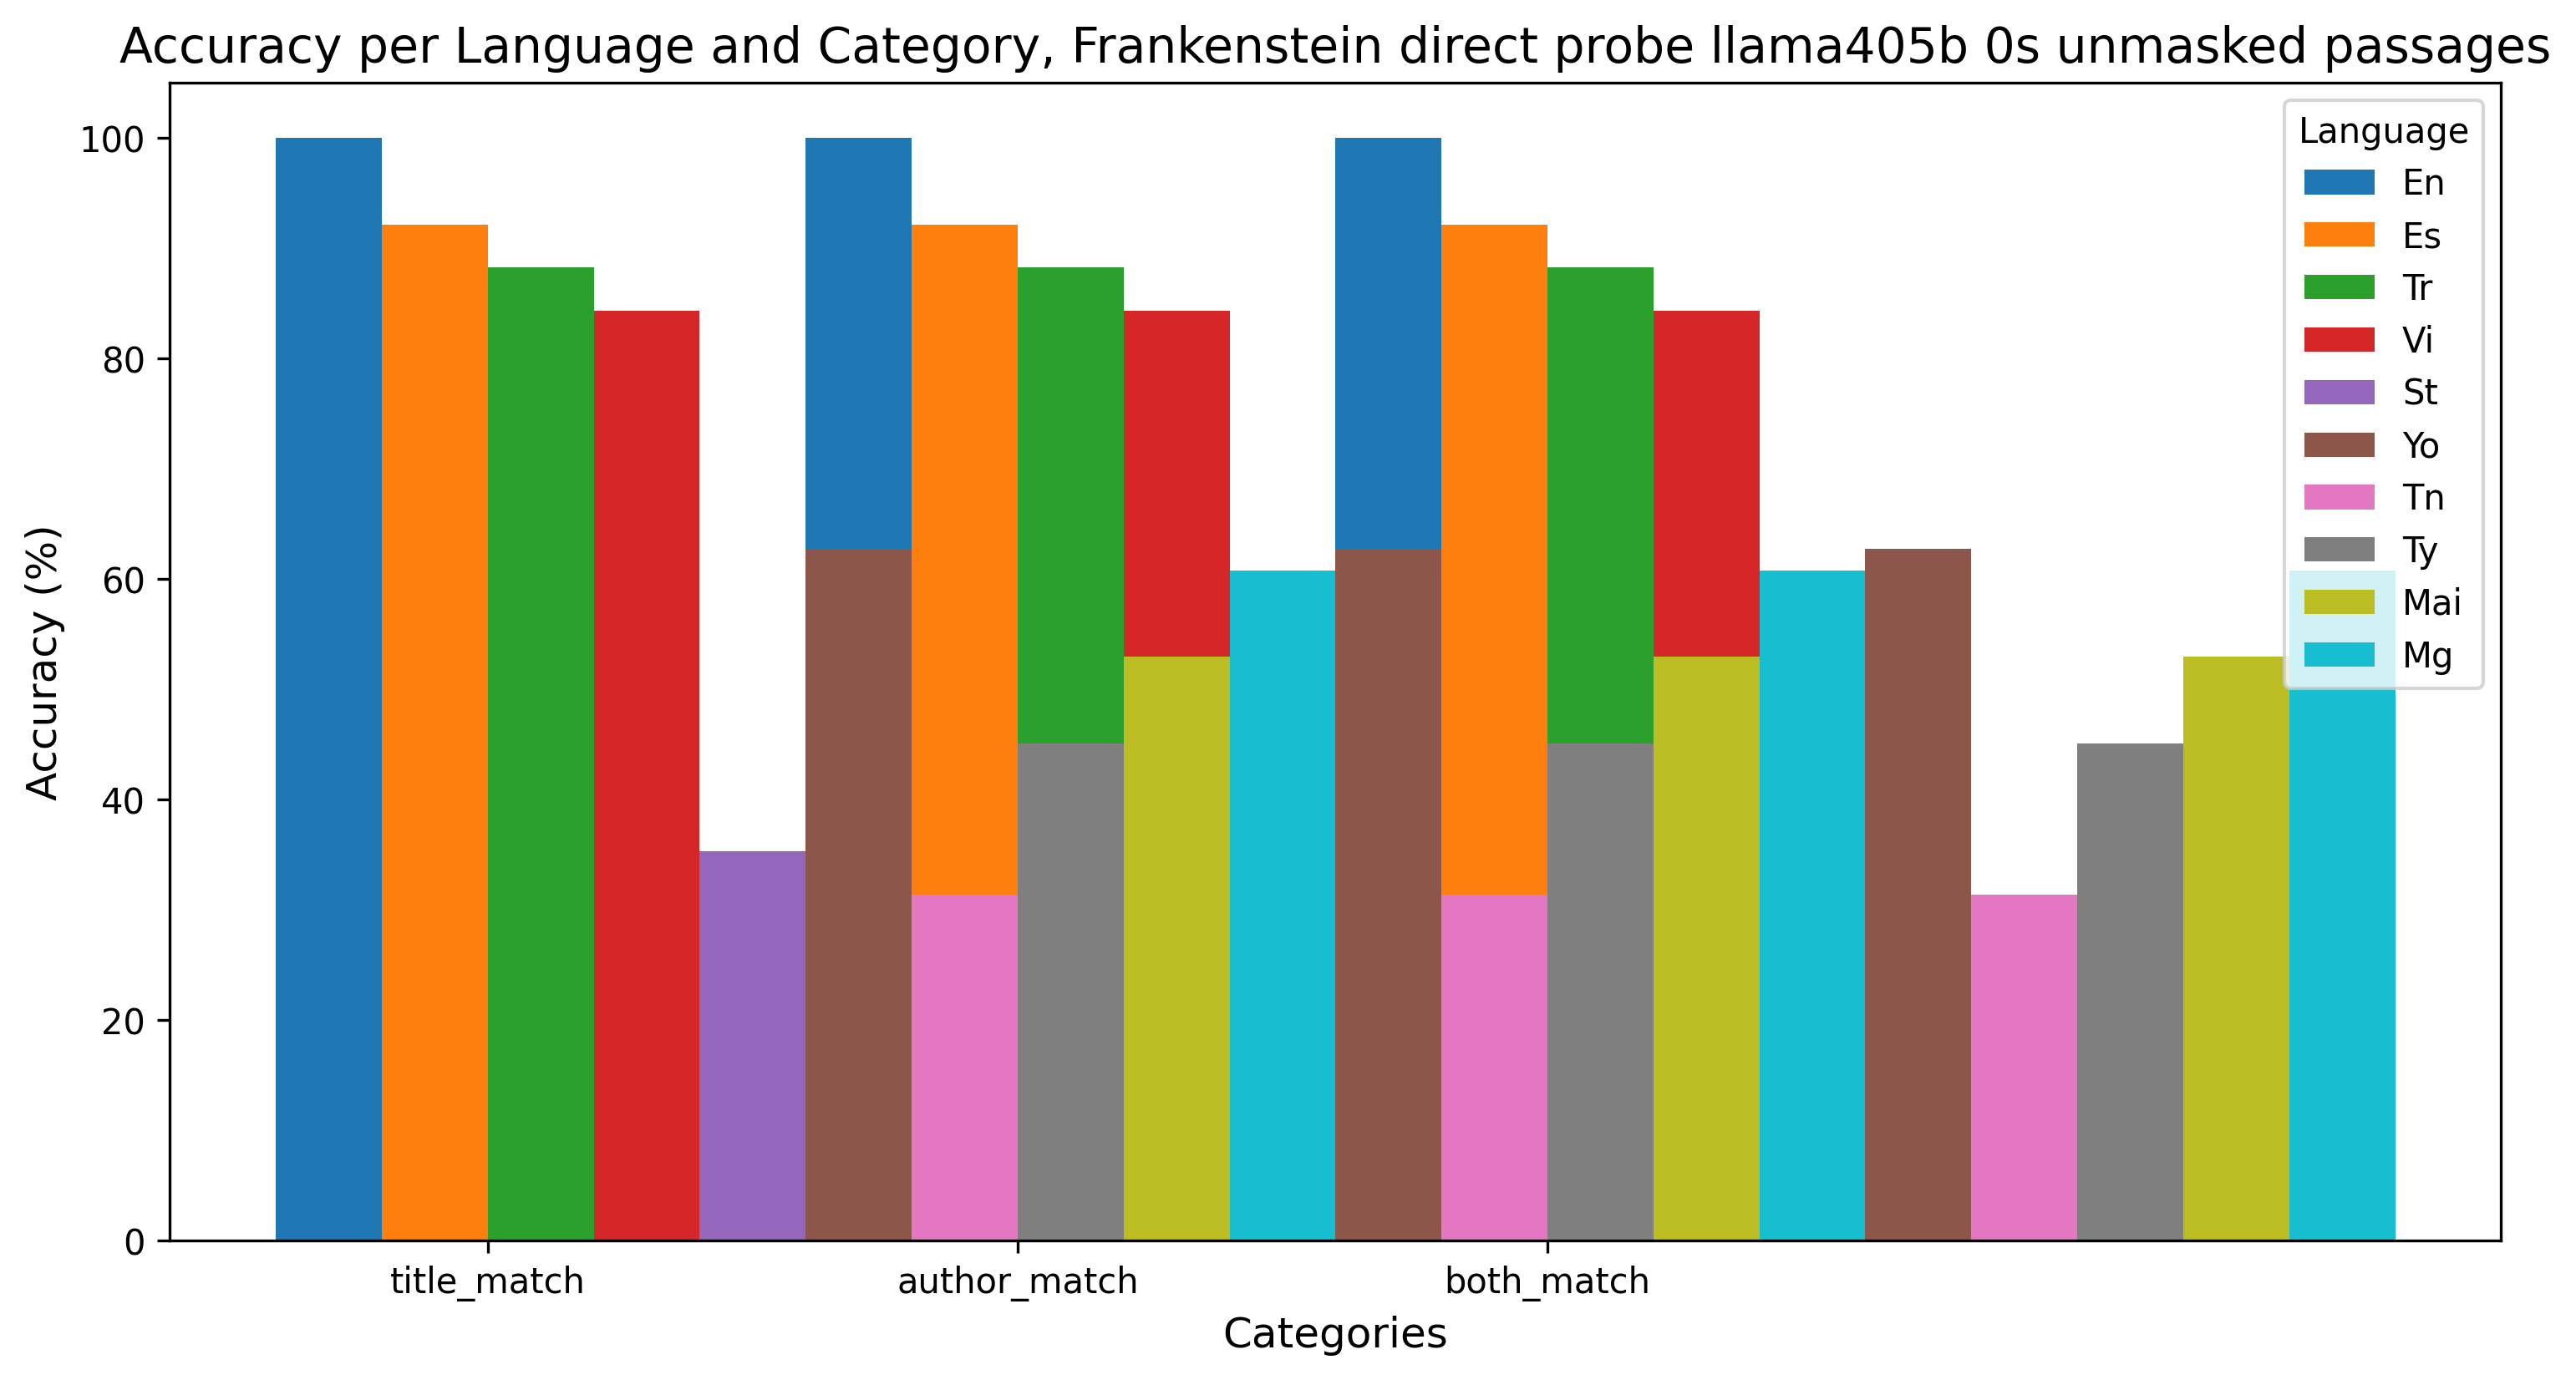 Accuracy per Language and Category, Frankenstein direct probe llama405b 0s unmasked passages
Accuracy (%)
100
80
60
40
20
0
title_match
author_match
both_match
Categories
Language
En
Es
Tr
Vi
St
Yo
Tn
Ty
Mai
Mg